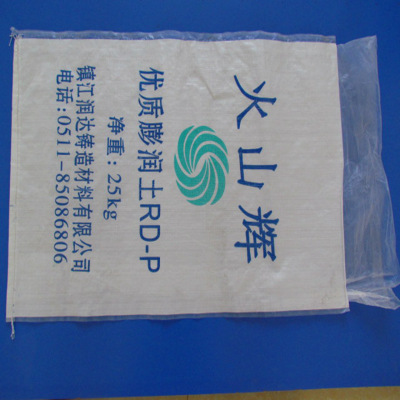 火山辉
优质膨润土RD-P
净重：25kg
镇江润达铸造材料有限公司
电话：0511-85086806